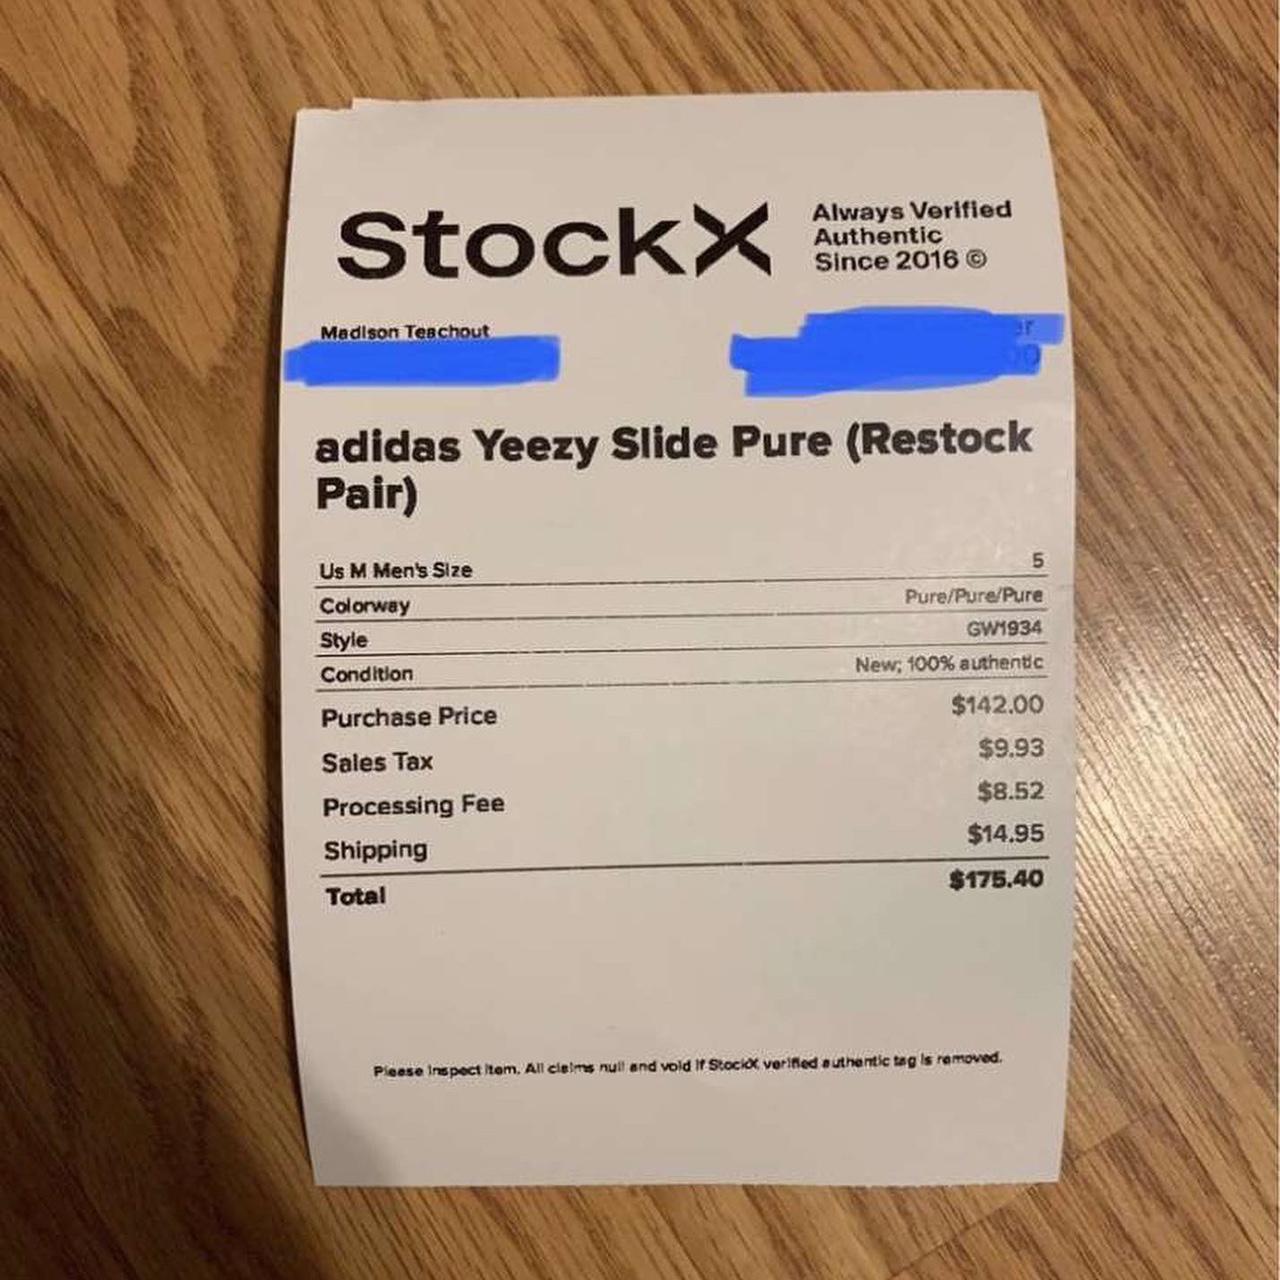 StockX
Always Verified
Authentic
Since 2016 ©
Madison Teachout
adidas Yeezy Slide Pure (Restock
Pair)
Us M Men's Size 5
Colorway Pure/Pure/Pure
Style GW1934
Condition New; 100% authentic
Purchase Price $142.00
Sales Tax $9.93
Processing Fee $8.52
Shipping $14.95
Total $175.40
Please inspect item. All claims null and void if StockX verified authentic tag is removed.